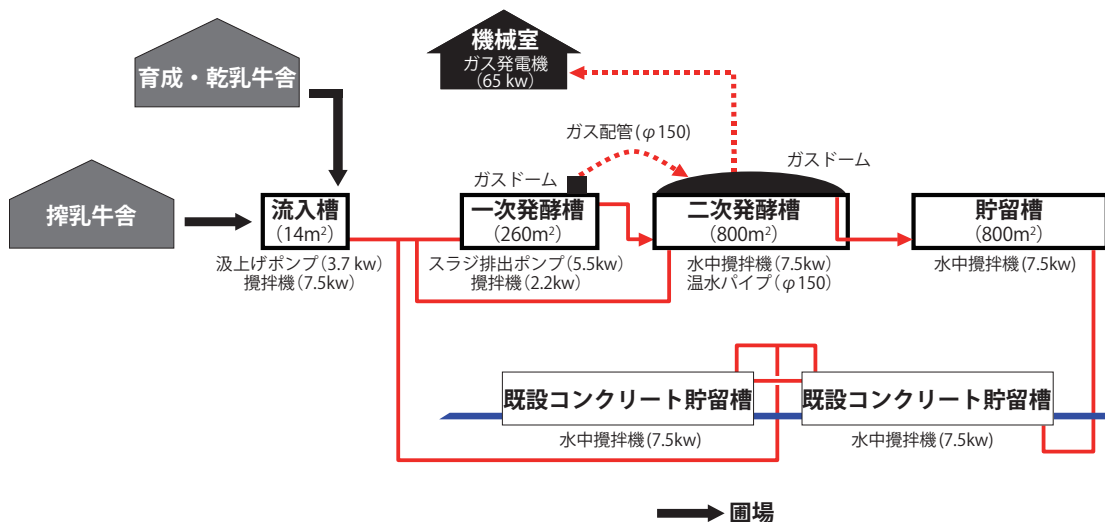 機械室
ガス発電機
（65 kw）
育成・乾乳牛舎
ガス配管(φ150)
ガスドーム
ガスドーム
搾乳牛舎
流入槽
（14m²）
一次発酵槽
（260m²）
二次発酵槽
（800m²）
貯留槽
（800m²）
汲上げポンプ（3.7 kw）
攪拌機（7.5kw）
スラジ排出ポンプ（5.5kw）
攪拌機（2.2kw）
水中攪拌機（7.5kw）
温水パイプ（φ150）
水中攪拌機(7.5kw)
既設コンクリート貯留槽
既設コンクリート貯留槽
水中攪拌機(7.5kw)
水中攪拌機(7.5kw)
圃場